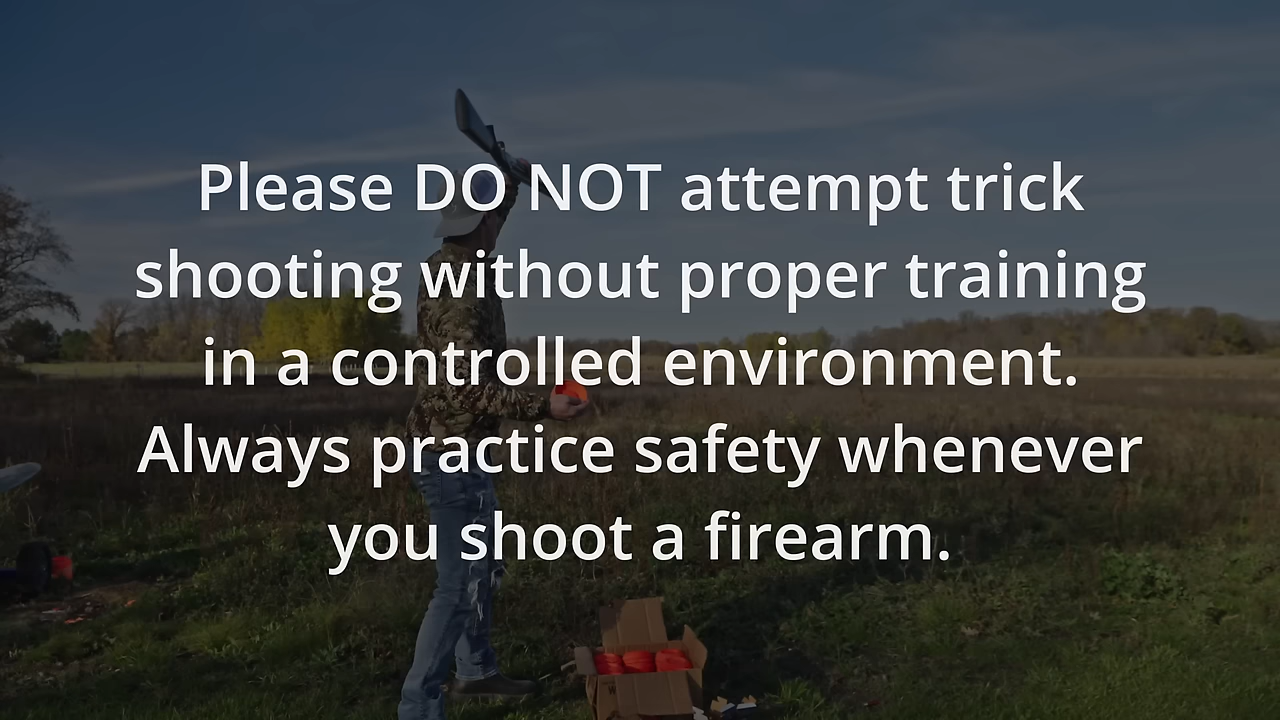 Please DO NOT attempt trick
shooting without proper training
in a controlled environment.
Always practice safety whenever
you shoot a firearm.